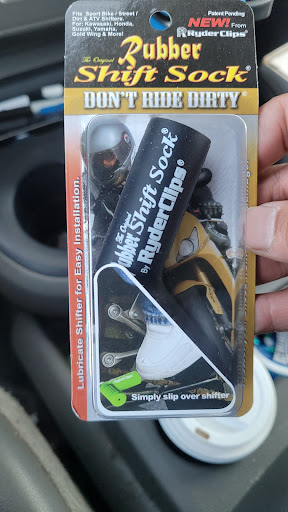 Fits Sport Bike / Street /
Dirt & ATV Shifters.
For: Kawasaki, Honda,
Suzuki, Yamaha,
Gold Wing & More!
Patent Pending
NEW! From
RyderClips®
The Original
Rubber
Shift Sock®
DON'T RIDE DIRTY®
Lubricate Shifter for Easy Installation.
The Original
Rubber Shift Sock®
By RyderClips®
Simply slip over shifter